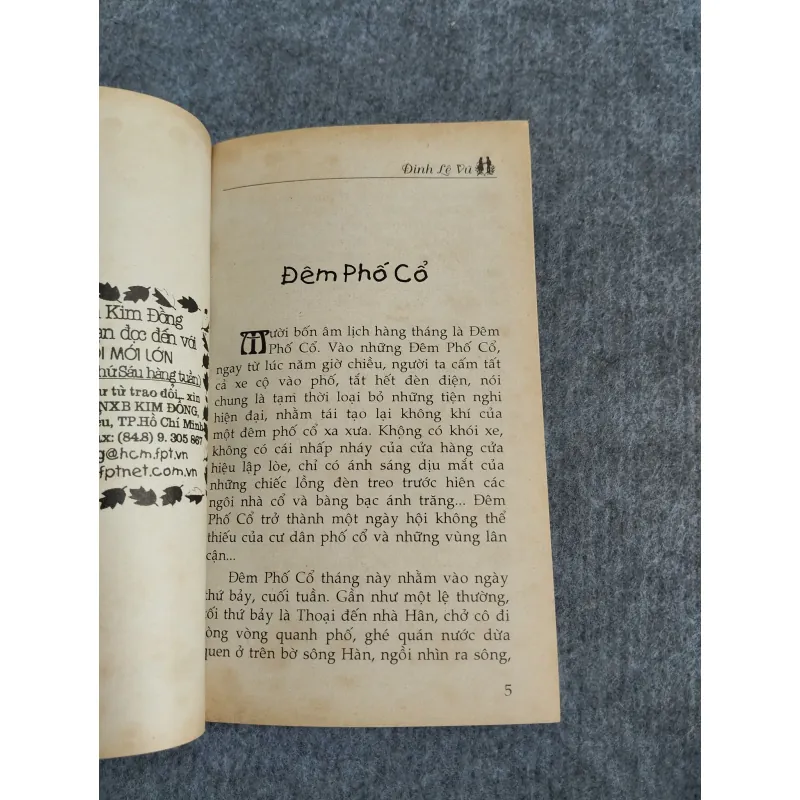 Kim Đồng
bạn đọc đến với
MỚI LỚN
thứ Sáu hàng tuần)
từ trao dồi, xin
NXB KIM ĐỒNG,
TP.Hồ Chí Minh
(84.8) 9. 305 867
@hcm.fpt.vn
fptnet.com.vn
Đinh Lê Vũ
Đêm Phố Cổ
Mười bốn âm lịch hàng tháng là Đêm
Phố Cổ. Vào những Đêm Phố Cổ,
ngay từ lúc năm giờ chiều, người ta cấm tất
cả xe cộ vào phố, tắt hết đèn điện, nói
chung là tạm thời loại bỏ những tiện nghi
hiện đại, nhằm tái tạo lại không khí của
một đêm phố cổ xa xưa. Không có khói xe,
không có cái nhấp nháy của cửa hàng cửa
hiệu lập lòe, chỉ có ánh sáng dịu mắt của
những chiếc lồng đèn treo trước hiên các
ngôi nhà cổ và bàng bạc ánh trăng... Đêm
Phố Cổ trở thành một ngày hội không thể
thiếu của cư dân phố cổ và những vùng lân
cận...
Đêm Phố Cổ tháng này nhằm vào ngày
thứ bảy, cuối tuần. Gần như một lệ thường,
tối thứ bảy là Thoại đến nhà Hân, chở cô đi
lòng vòng quanh phố, ghé quán nước dừa
quen ở trên bờ sông Hàn, ngồi nhìn ra sông,
5